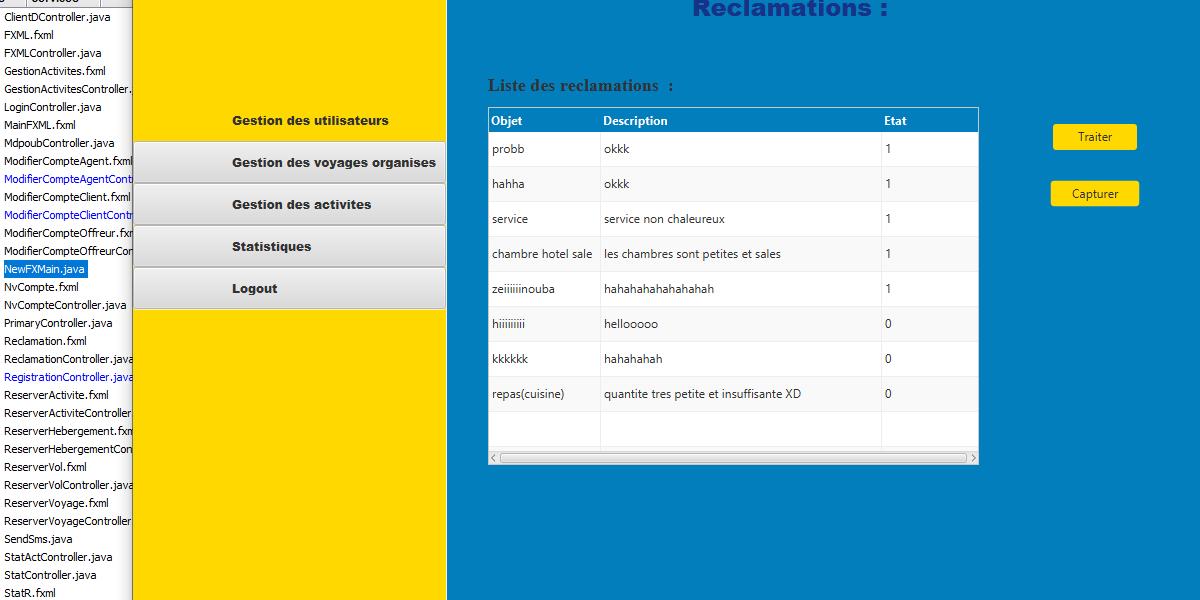 ClientDController.java
FXML.fxml
FXMLController.java
GestionActivites.fxml
GestionActivitesController.
LoginController.java
MainFXML.fxml
MdpoubController.java
ModifierCompteAgent.fxml
ModifierCompteAgentCont
ModifierCompteClient.fxml
ModifierCompteClientContr
ModifierCompteOffreur.fxm
ModifierCompteOffreurCon
NewFXMain.java
NvCompte.fxml
NvCompteController.java
PrimaryController.java
Reclamation.fxml
ReclamationController.java
RegistrationController.java
ReserverActivite.fxml
ReserverActiviteController
ReserverHebergement.fxm
ReserverHebergementCon
ReserverVol.fxml
ReserverVolController.java
ReserverVoyage.fxml
ReserverVoyageController
SendSms.java
StatActController.java
StatController.java
StatR.fxml
Gestion des utilisateurs
Gestion des voyages organises
Gestion des activites
Statistiques
Logout
Reclamations :
Liste des reclamations :
Objet Description Etat
probb okkk 1
hahha okkk 1
service service non chaleureux 1
chambre hotel sale les chambres sont petites et sales 1
zeiiiiiinouba hahahahahahahahah 1
hiiiiiiiii hellooooo 0
kkkkkk hahahahah 0
repas(cuisine) quantite tres petite et insuffisante XD 0
Traiter
Capturer